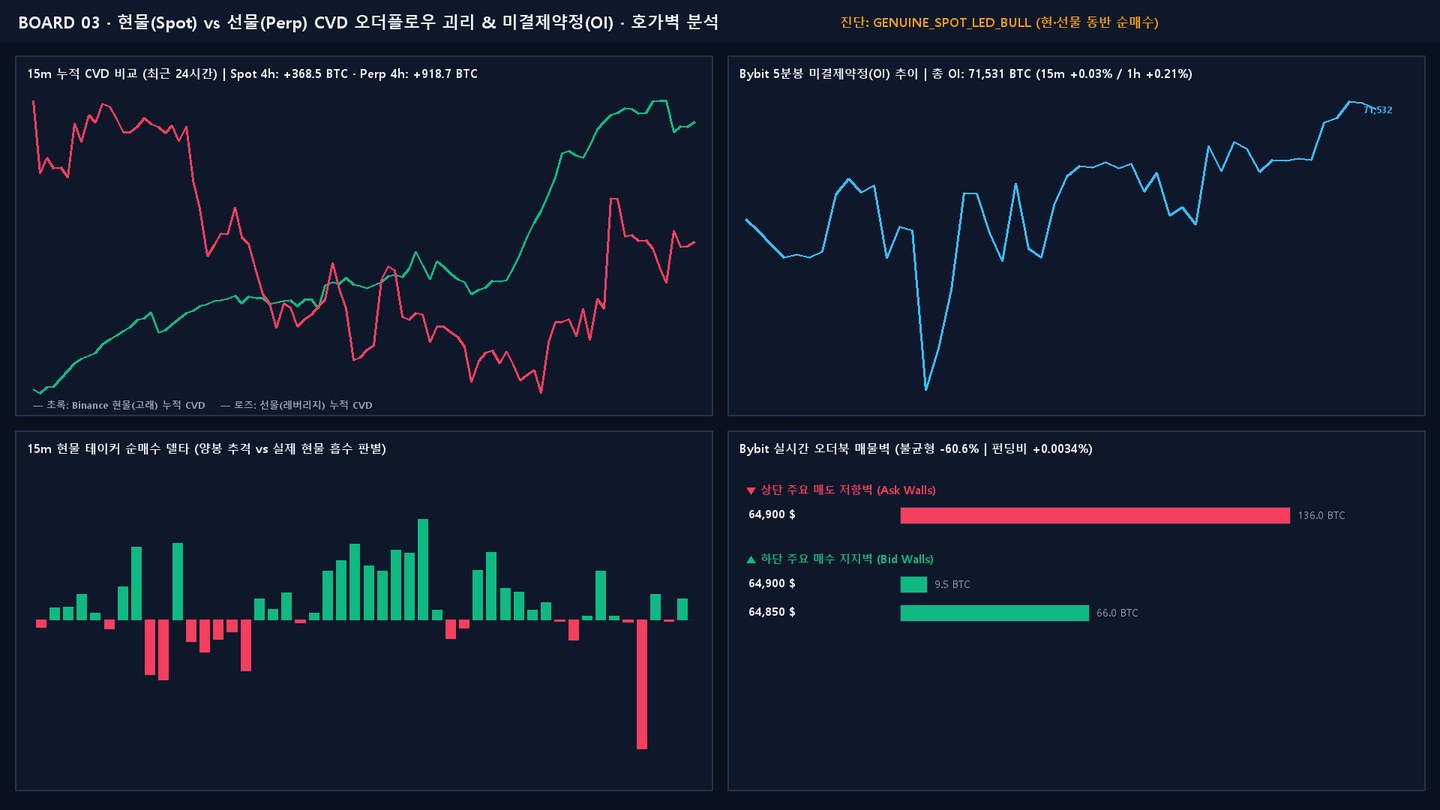 BOARD 03 · 현물(Spot) vs 선물(Perp) CVD 오더플로우 괴리 & 미결제약정(OI) · 호가벽 분석
진단: GENUINE_SPOT_LED_BULL (현·선물 동반 순매수)
15m 누적 CVD 비교 (최근 24시간) | Spot 4h: +368.5 BTC · Perp 4h: +918.7 BTC
— 초록: Binance 현물(고래) 누적 CVD — 로즈: 선물(레버리지) 누적 CVD
Bybit 5분봉 미결제약정(OI) 추이 | 총 OI: 71,531 BTC (15m +0.03% / 1h +0.21%)
71,532
15m 현물 테이커 순매수 델타 (양봉 추격 vs 실제 현물 흡수 판별)
Bybit 실시간 오더북 매물벽 (불균형 -60.6% | 펀딩비 +0.0034%)
▼ 상단 주요 매도 저항벽 (Ask Walls)
64,900 $ 136.0 BTC
▲ 하단 주요 매수 지지벽 (Bid Walls)
64,900 $ 9.5 BTC
64,850 $ 66.0 BTC